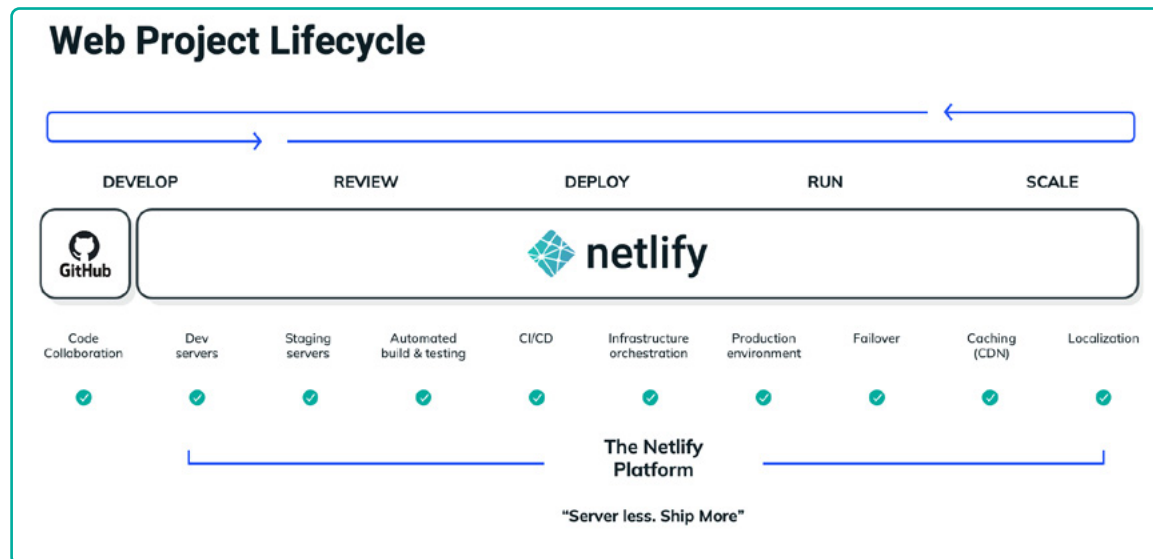 Web Project Lifecycle
DEVELOP
REVIEW
DEPLOY
RUN
SCALE
GitHub
netlify
Code
Collaboration
Dev
servers
Staging
servers
Automated
build & testing
CI/CD
Infrastructure
orchestration
Production
environment
Failover
Caching
(CDN)
Localization
The Netlify
Platform
“Server less. Ship More”